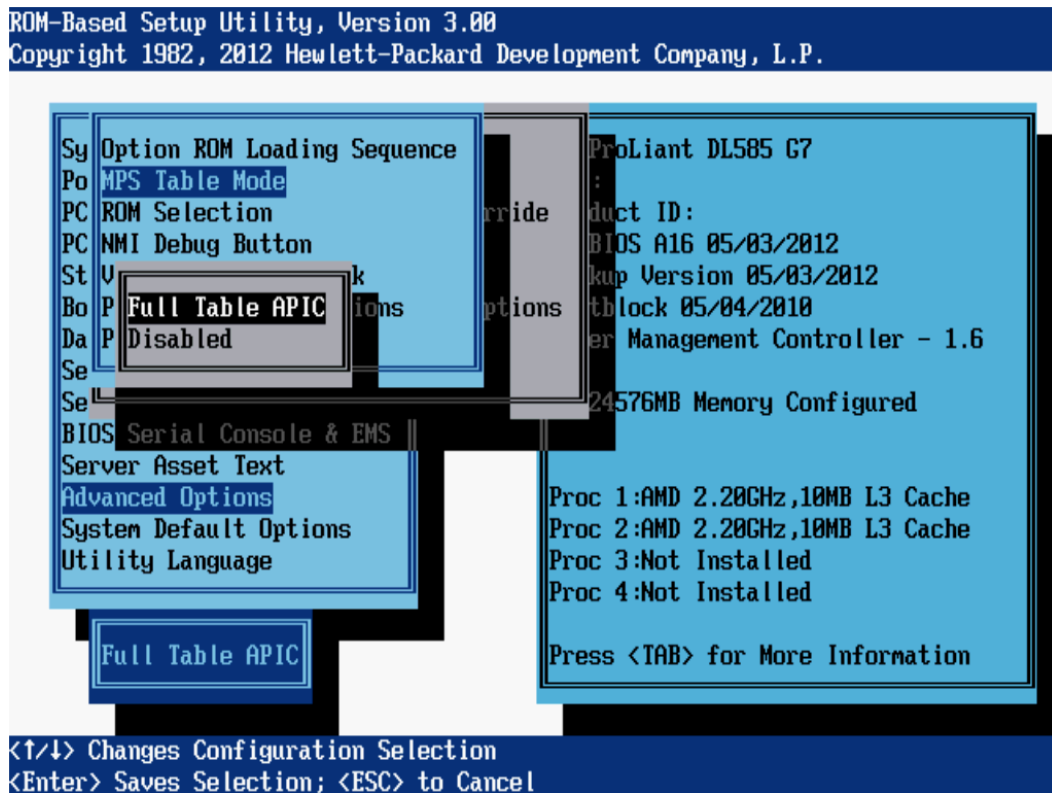 ROM-Based Setup Utility, Version 3.00
Copyright 1982, 2012 Hewlett-Packard Development Company, L.P.
Option ROM Loading Sequence
MPS Table Mode
ROM Selection
NMI Debug Button
Full Table APIC
Disabled
BIOS Serial Console & EMS
Server Asset Text
Advanced Options
System Default Options
Utility Language
Full Table APIC
ProLiant DL585 G7
:
duct ID:
BIOS A16 05/03/2012
kup Version 05/03/2012
tblock 05/04/2010
er Management Controller - 1.6
24576MB Memory Configured
Proc 1:AMD 2.20GHz,10MB L3 Cache
Proc 2:AMD 2.20GHz,10MB L3 Cache
Proc 3:Not Installed
Proc 4:Not Installed
Press <TAB> for More Information
<↑/↓> Changes Configuration Selection
<Enter> Saves Selection; <ESC> to Cancel